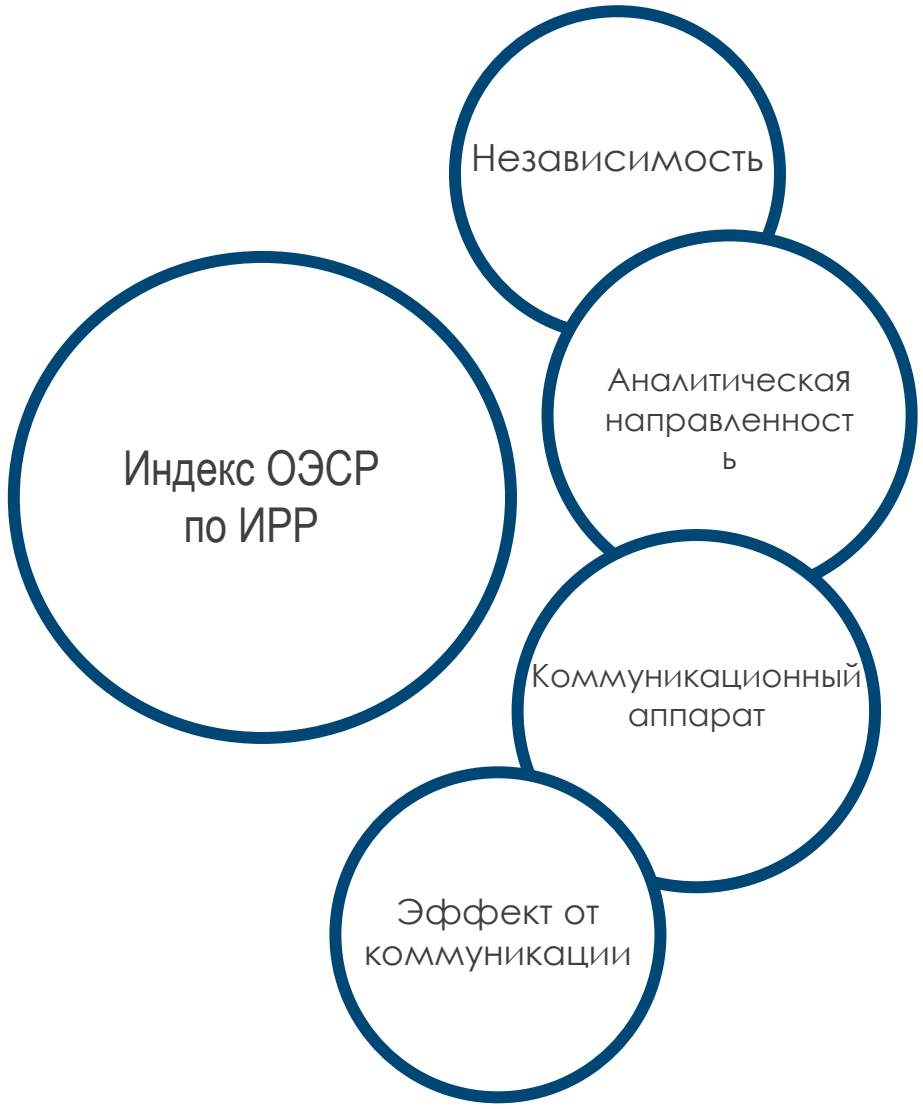 Независимость
Аналитическая
направленност
ь
Индекс ОЭСР
по ИРР
Коммуникационный
аппарат
Эффект от
коммуникации